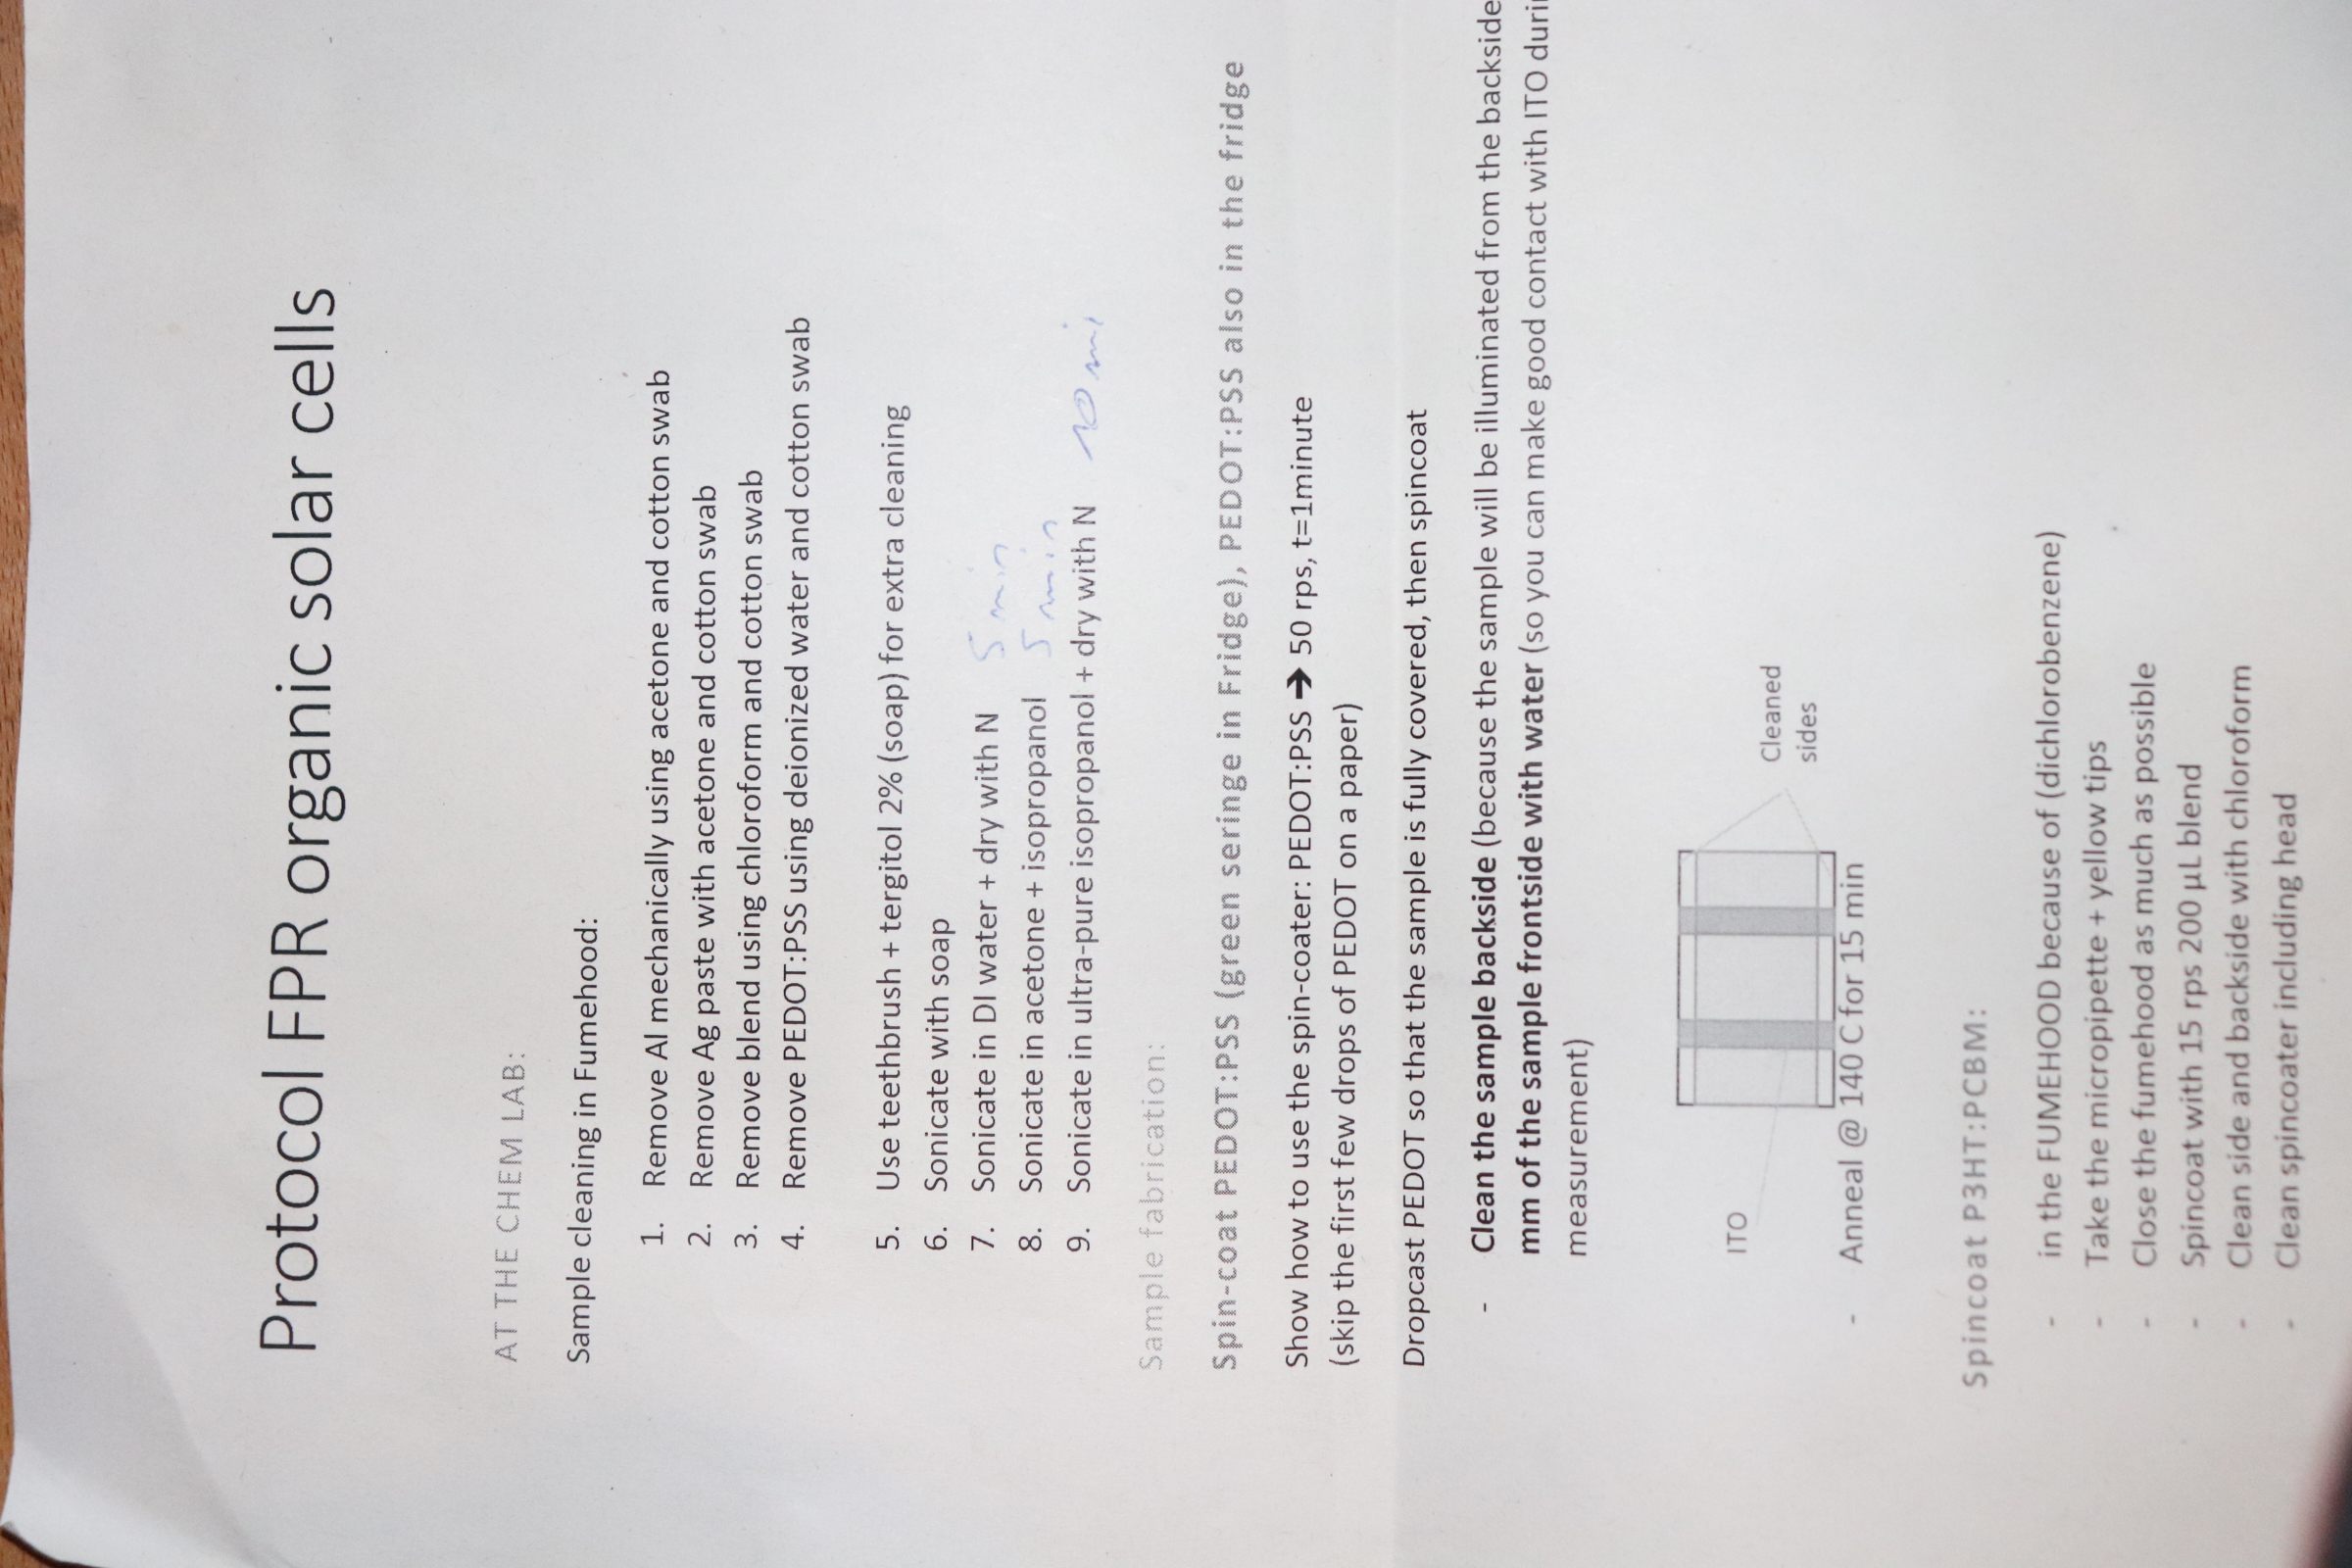 Protocol FPR organic solar cells
AT THE CHEM LAB:
Sample cleaning in Fumehood:
1. Remove Al mechanically using acetone and cotton swab
2. Remove Ag paste with acetone and cotton swab
3. Remove blend using chloroform and cotton swab
4. Remove PEDOT:PSS using deionized water and cotton swab
5. Use teethbrush + tergitol 2% (soap) for extra cleaning
6. Sonicate with soap
7. Sonicate in DI water + dry with N 5 min
8. Sonicate in acetone + isopropanol 5 min
9. Sonicate in ultra-pure isopropanol + dry with N 10 min
Sample fabrication:
Spin-coat PEDOT:PSS (green seringe in Fridge), PEDOT:PSS also in the fridge
Show how to use the spin-coater: PEDOT:PSS ➔ 50 rps, t=1minute
(skip the first few drops of PEDOT on a paper)
Dropcast PEDOT so that the sample is fully covered, then spincoat
- Clean the sample backside (because the sample will be illuminated from the backside
mm of the sample frontside with water (so you can make good contact with ITO duri
measurement)
ITO
Cleaned
sides
- Anneal @ 140 C for 15 min
Spincoat P3HT:PCBM:
- in the FUMEHOOD because of (dichlorobenzene)
- Take the micropipette + yellow tips
- Close the fumehood as much as possible
- Spincoat with 15 rps 200 µL blend
- Clean side and backside with chloroform
- Clean spincoater including head